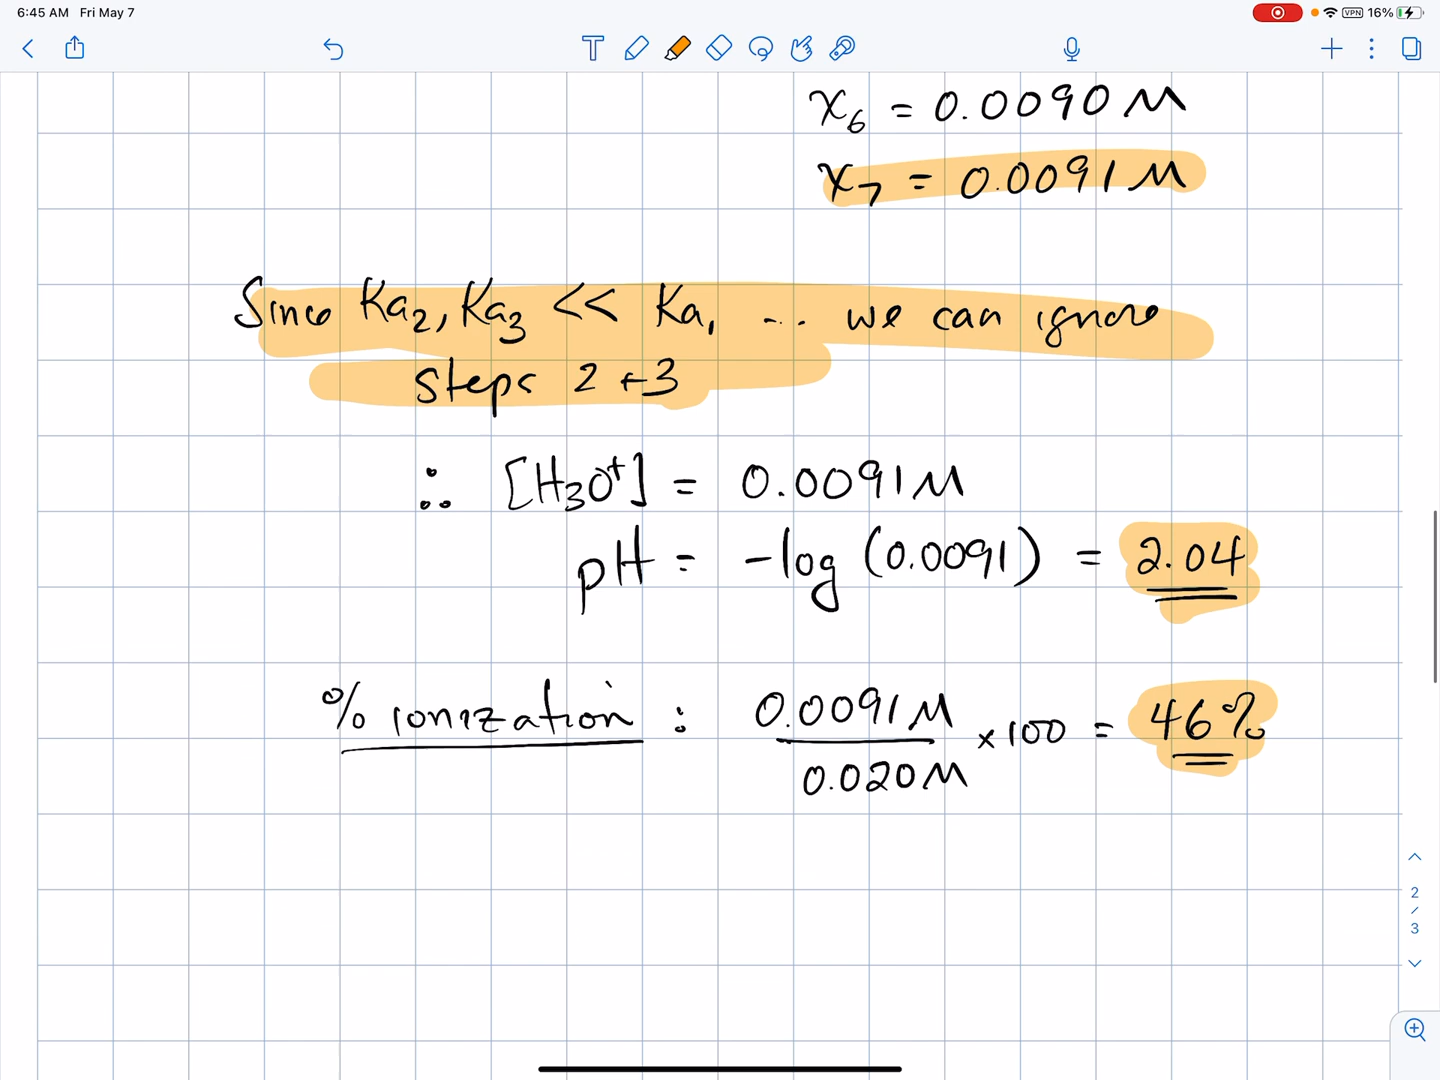 6:45 AM Fri May 7
VPN 16%
T
x₆ = 0.0090 M
x₇ = 0.0091 M
Since Ka₂, Ka₃ << Ka₁ ... we can ignore
steps 2 + 3
∴ [H₃O⁺] = 0.0091 M
pH = -log (0.0091) = 2.04
% ionization : 0.0091 M / 0.020 M × 100 = 46%
2
/
3